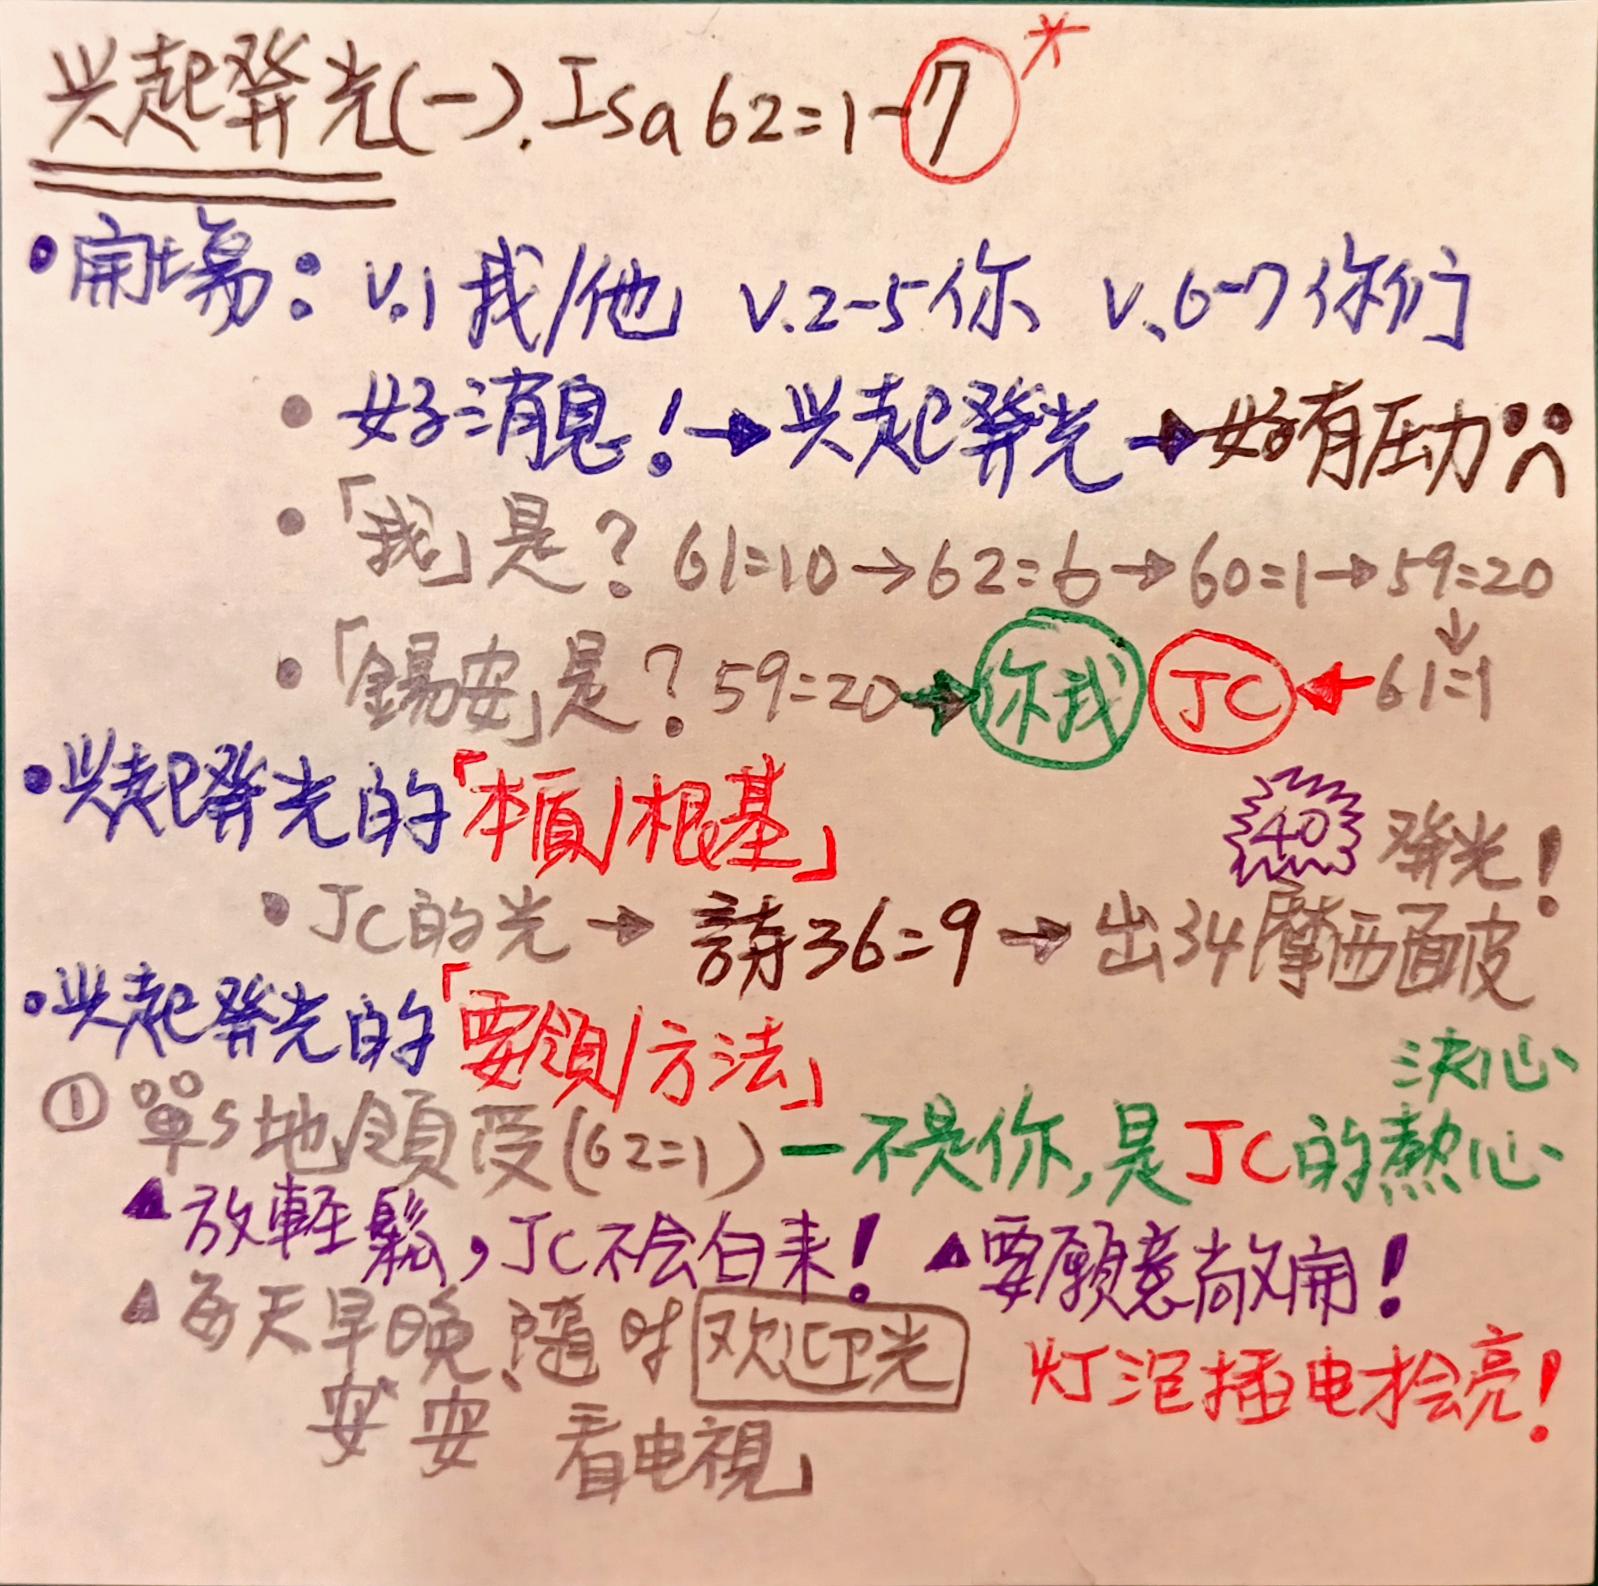 兴起發光(一). Isa 62=1-7*
• 開場：v.1 我/他 v.2-5 你 v.6-7 你们
• 好消息！→兴起發光→好有压力
• 「我」是？61=10→62=6→60=1→59=20
↓
• 「錫安」是？59=20→你我 JC←61=1
• 兴起發光的「本質/根基」
40 發光！
• JC的光→詩36=9→出34摩西面皮
• 兴起發光的「要領/方法」
決心
① 單s地領受(62=1)—不是你,是JC的熱心
▲放輕鬆，JC不会白来！▲要願意敞開！
▲每天早晚、隨时欢迎光
安安 看电視」
灯泡插电才会亮！